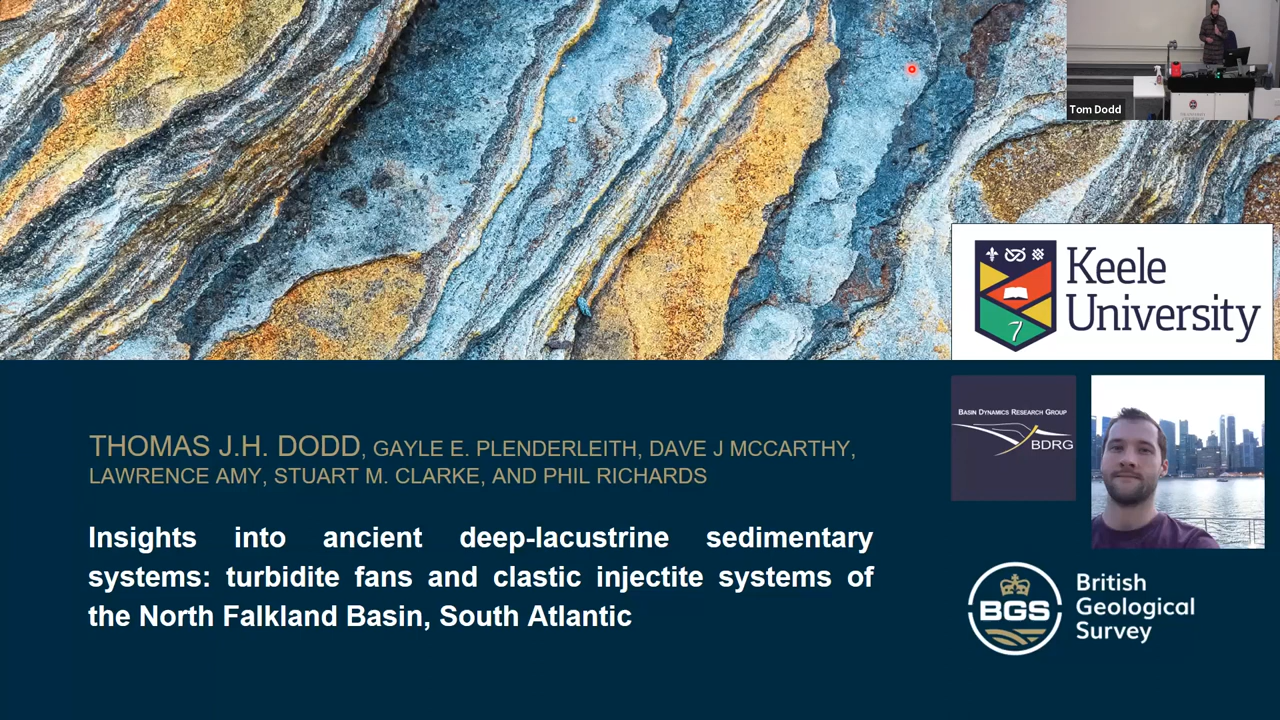 Tom Dodd
Keele
University
THOMAS J.H. DODD, GAYLE E. PLENDERLEITH, DAVE J MCCARTHY,
LAWRENCE AMY, STUART M. CLARKE, AND PHIL RICHARDS
BASIN DYNAMICS RESEARCH GROUP
BDRG
Insights into ancient deep-lacustrine sedimentary
systems: turbidite fans and clastic injectite systems of
the North Falkland Basin, South Atlantic
BGS
British
Geological
Survey